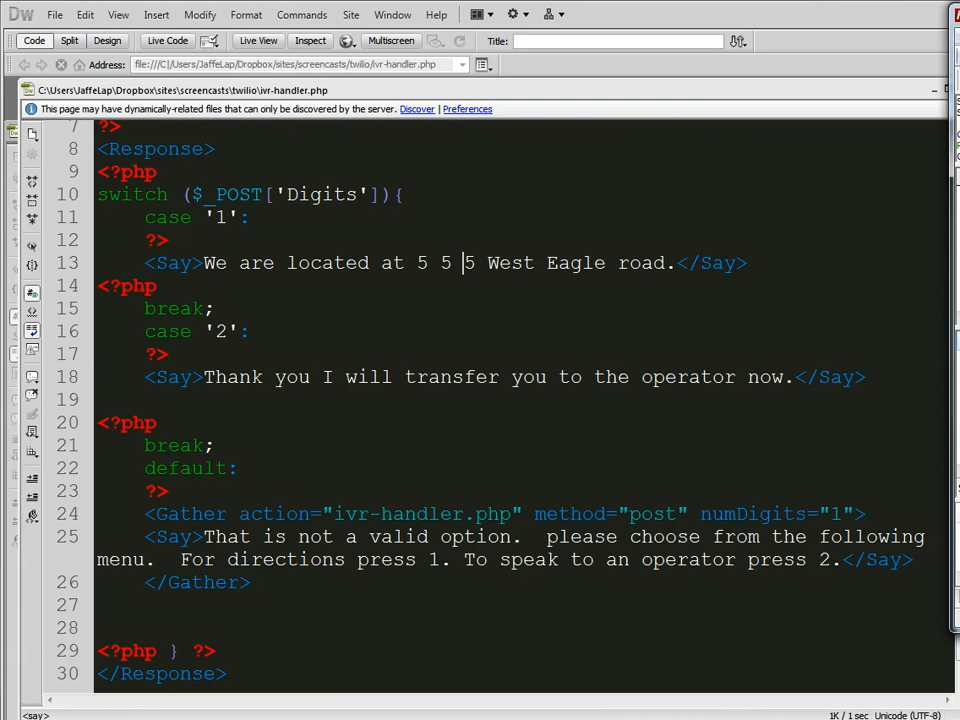 Dw File Edit View Insert Modify Format Commands Site Window Help
Code Split Design Live Code Live View Inspect Multiscreen Title:
Address: file:///C|/Users/JaffeLap/Dropbox/sites/screencasts/twilio/ivr-handler.php
C:\Users\JaffeLap\Dropbox\sites\screencasts\twilio\ivr-handler.php
This page may have dynamically-related files that can only be discovered by the server. Discover | Preferences
7 ?>
8 <Response>
9 <?php
10 switch ($_POST['Digits']){
11 case '1':
12 ?>
13 <Say>We are located at 5 5 5 West Eagle road.</Say>
14 <?php
15 break;
16 case '2':
17 ?>
18 <Say>Thank you I will transfer you to the operator now.</Say>
19
20 <?php
21 break;
22 default:
23 ?>
24 <Gather action="ivr-handler.php" method="post" numDigits="1">
25 <Say>That is not a valid option.  please choose from the following
menu.  For directions press 1. To speak to an operator press 2.</Say>
26 </Gather>
27
28
29 <?php } ?>
30 </Response>
<say> 1K / 1 sec Unicode (UTF-8)